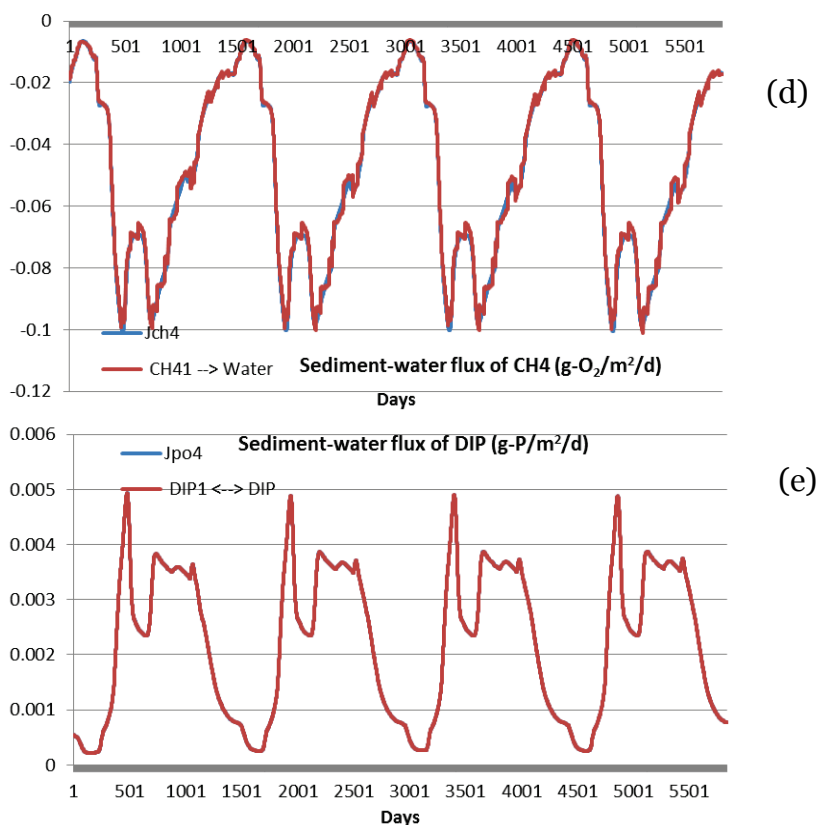 0
1 501 1001 1501 2001 2501 3001 3501 4001 4501 5001 5501
-0.02
(d)
-0.04
-0.06
-0.08
-0.1
Jch4
CH41 --> Water
Sediment-water flux of CH4 (g-O₂/m²/d)
-0.12
Days
0.006
Sediment-water flux of DIP (g-P/m²/d)
Jpo4
(e)
0.005
DIP1 <--> DIP
0.004
0.003
0.002
0.001
0
1 501 1001 1501 2001 2501 3001 3501 4001 4501 5001 5501
Days